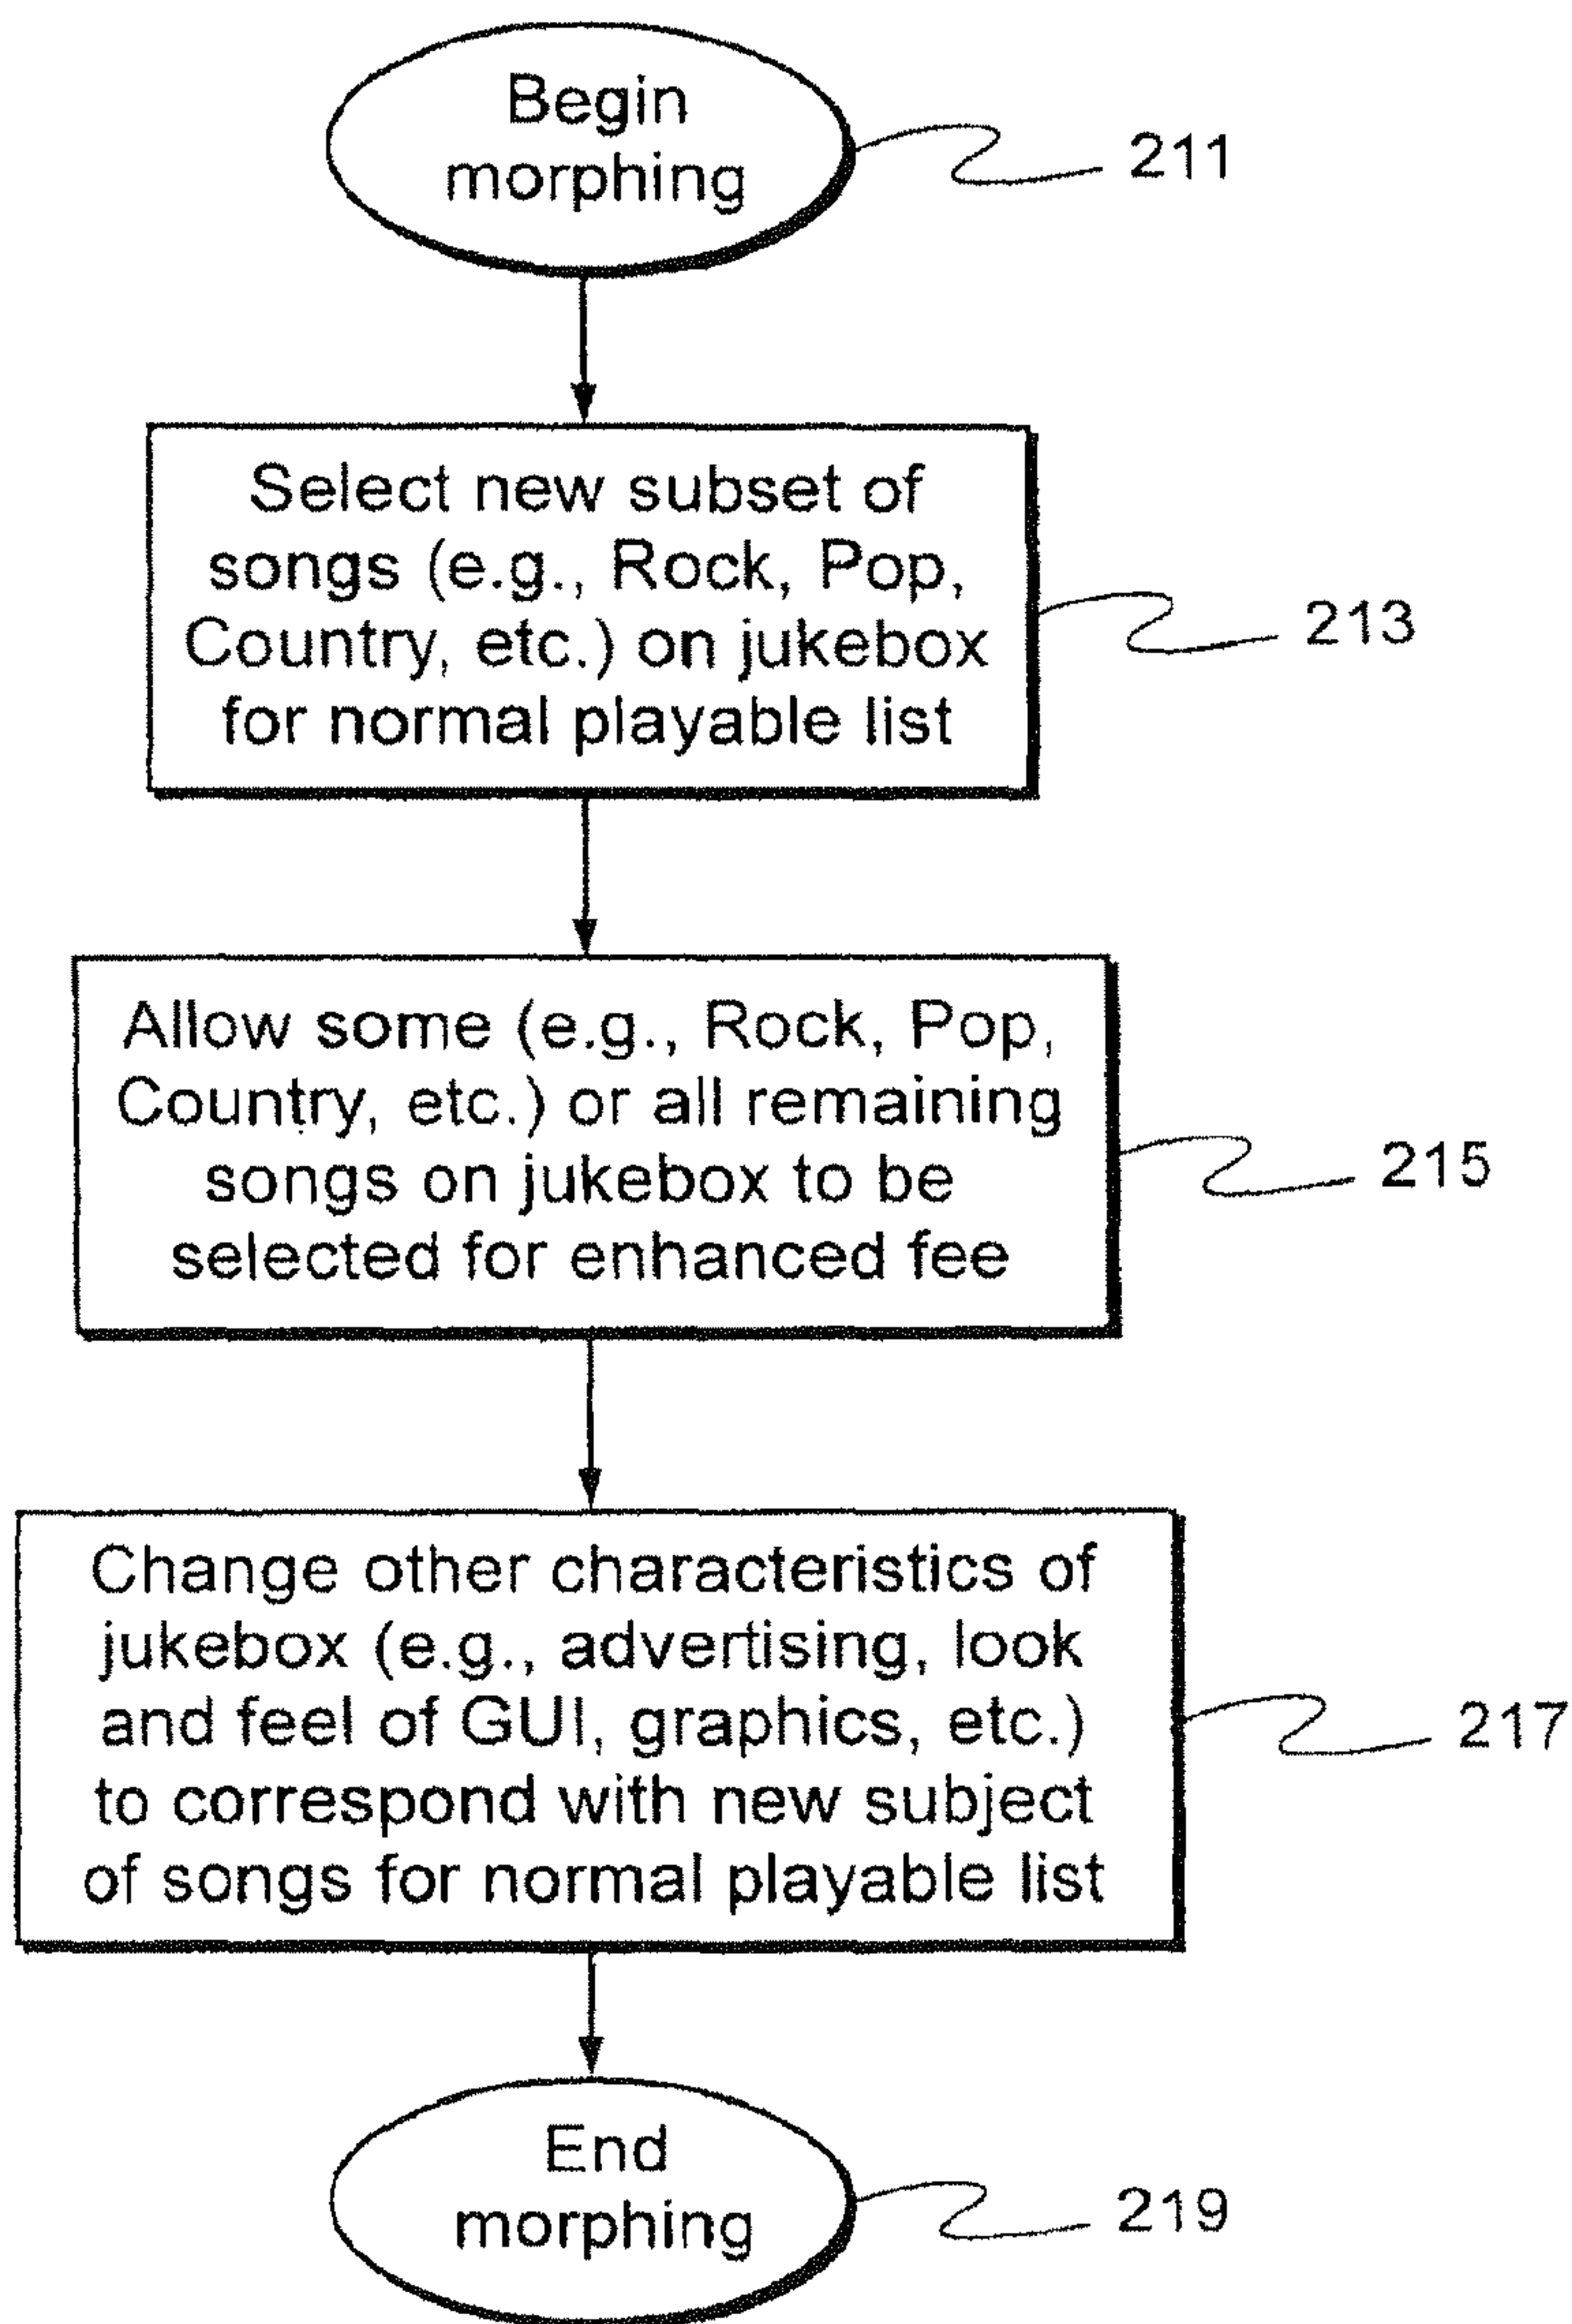 Begin
morphing
211
Select new subset of
songs (e.g., Rock, Pop,
Country, etc.) on jukebox
for normal playable list
213
Allow some (e.g., Rock, Pop,
Country, etc.) or all remaining
songs on jukebox to be
selected for enhanced fee
215
Change other characteristics of
jukebox (e.g., advertising, look
and feel of GUI, graphics, etc.)
to correspond with new subject
of songs for normal playable list
217
End
morphing
219